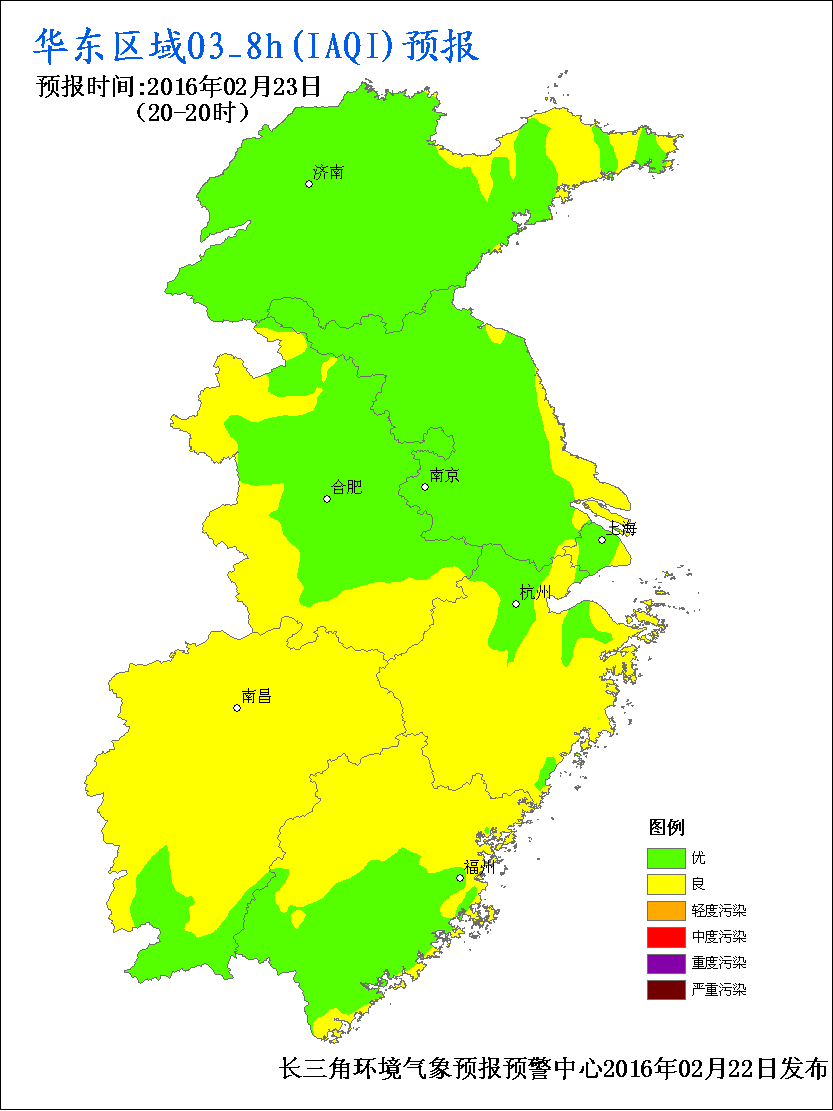 华东区域O3_8h(IAQI)预报
预报时间:2016年02月23日
（20-20时）
济南
南京
合肥
上海
杭州
南昌
福州
图例
优
良
轻度污染
中度污染
重度污染
严重污染
长三角环境气象预报预警中心2016年02月22日发布